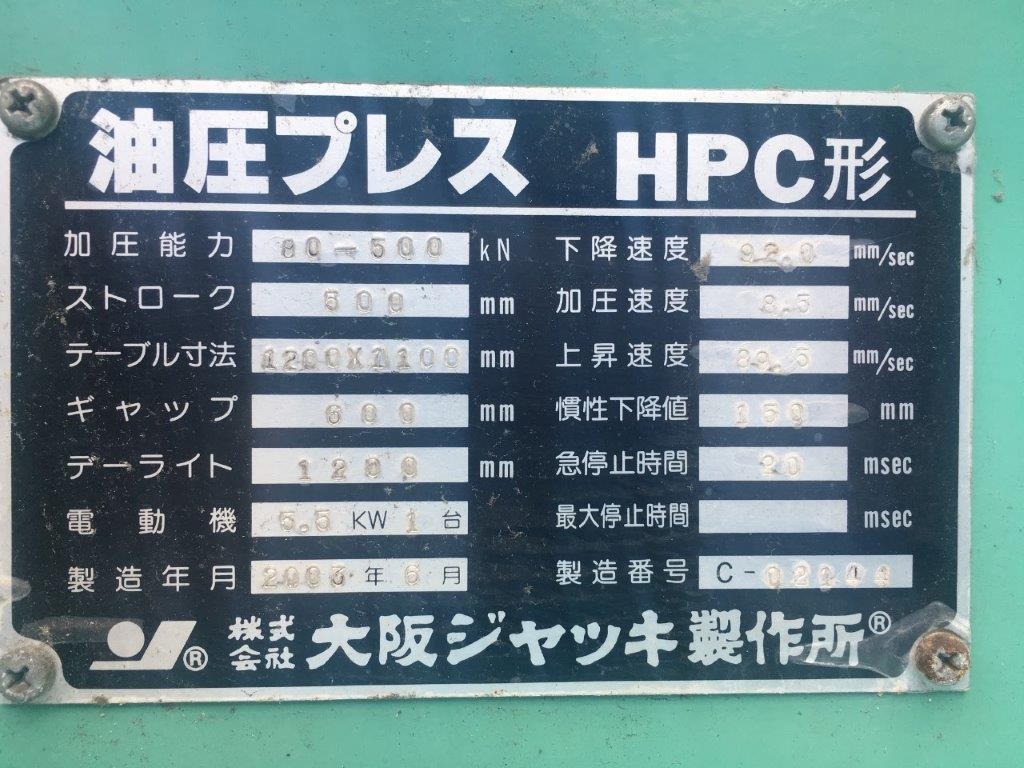 油圧プレス HPC形
加圧能力 80-500 kN
ストローク 500 mm
テーブル寸法 1200X1100 mm
ギャップ 600 mm
デーライト 1200 mm
電動機 5.5 KW 1 台
製造年月 2003 年 6 月
下降速度 92.0 mm/sec
加圧速度 8.5 mm/sec
上昇速度 89.5 mm/sec
慣性下降値 150 mm
急停止時間 20 msec
最大停止時間 msec
製造番号 C-02144
® 株式会社 大阪ジャッキ製作所®